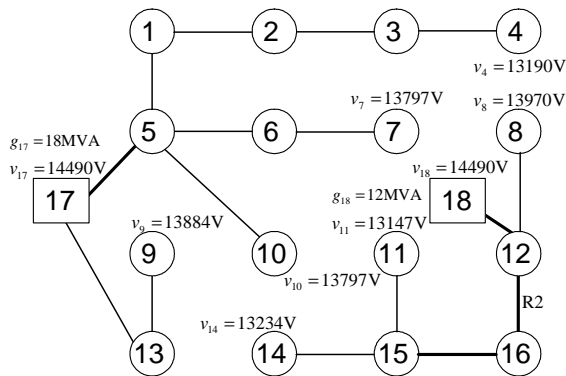 1 2 3 4
v4 = 13190V
v7 = 13797V v8 = 13970V
5 6 7 8
g17 = 18MVA
v17 = 14490V v18 = 14490V
17 g18 = 12MVA 18
v9 = 13884V v11 = 13147V
9 10 11 12
v10 = 13797V
R2
v14 = 13234V
13 14 15 16